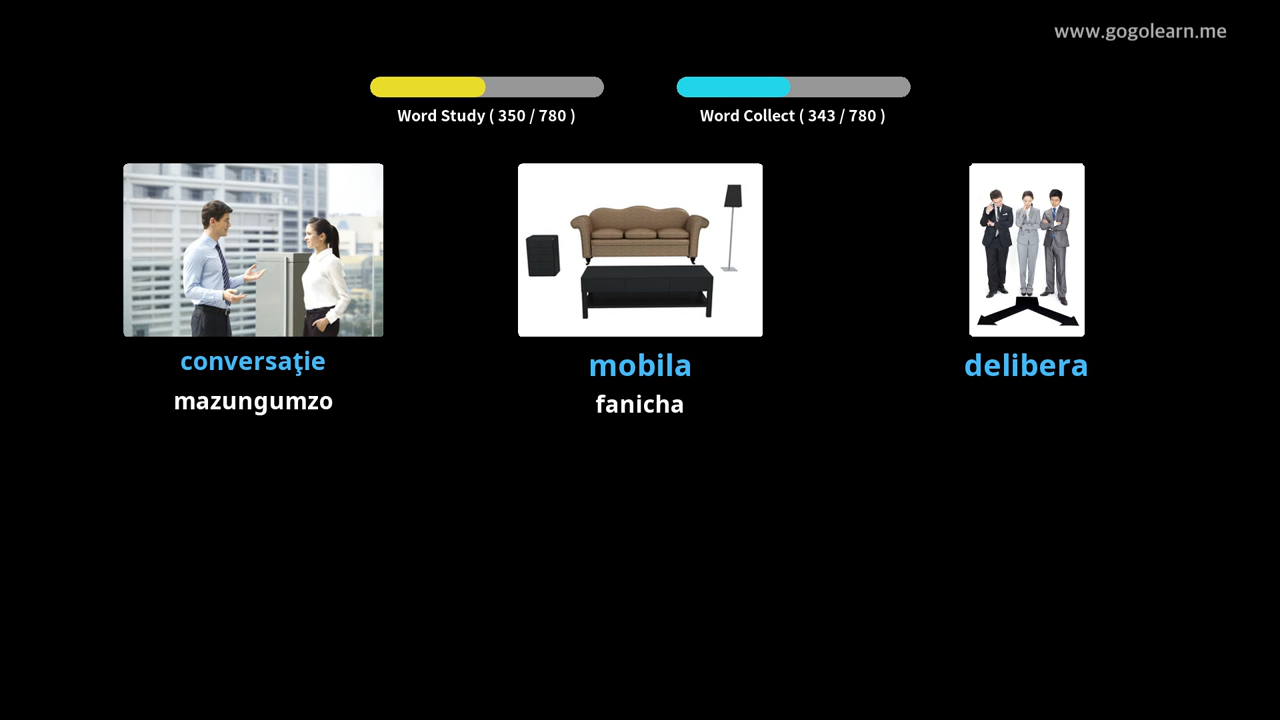 www.gogolearn.me
Word Study ( 350 / 780 )
Word Collect ( 343 / 780 )
conversaţie
mazungumzo
mobila
fanicha
delibera